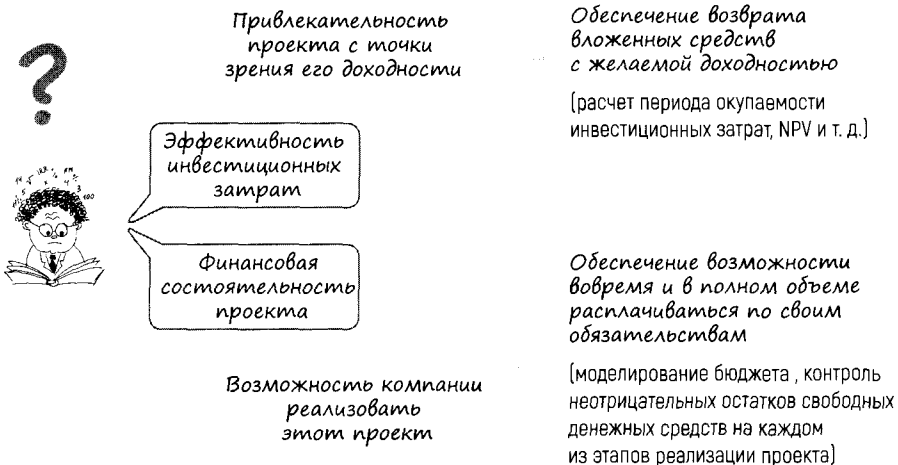 ?
Привлекательность
проекта с точки
зрения его доходности
Обеспечение возврата
вложенных средств
с желаемой доходностью
(расчет периода окупаемости
инвестиционных затрат, NPV и т. д.)
Эффективность
инвестиционных
затрат
Финансовая
состоятельность
проекта
Обеспечение возможности
вовремя и в полном объеме
расплачиваться по своим
обязательствам
Возможность компании
реализовать
этот проект
(моделирование бюджета , контроль
неотрицательных остатков свободных
денежных средств на каждом
из этапов реализации проекта)